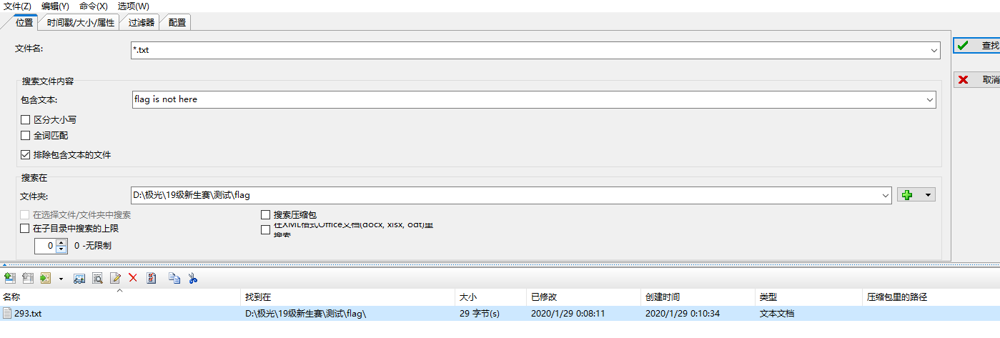 文件(Z) 编辑(Y) 命令(X) 选项(W)
位置 时间戳/大小/属性 过滤器 配置
文件名: *.txt 查找
取消
搜索文件内容
包含文本: flag is not here
区分大小写
全词匹配
排除包含文本的文件
搜索在
文件夹: D:\极光\19级新生赛\测试\flag
在选择文件/文件夹中搜索 搜索压缩包
在子目录中搜索的上限 在XML格式Office文档(docx, xlsx, odt)里
搜索
0 0 -无限制
名称 找到在 大小 已修改 创建时间 类型 压缩包里的路径
293.txt D:\极光\19级新生赛\测试\flag\ 29 字节(s) 2020/1/29 0:08:11 2020/1/29 0:10:34 文本文档